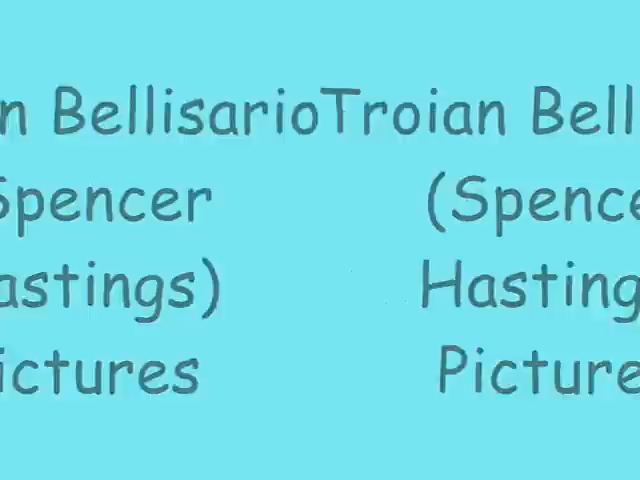 n BellisarioTroian Bell
Spencer (Spence
astings) Hasting
ictures Picture